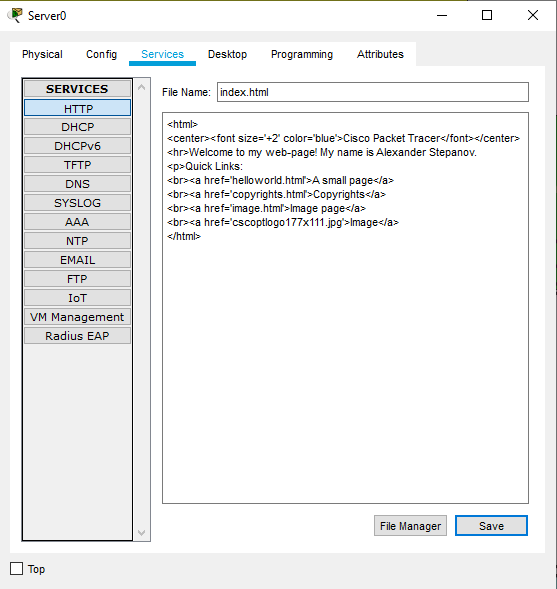 Server0
Physical Config Services Desktop Programming Attributes
SERVICES
HTTP
DHCP
DHCPv6
TFTP
DNS
SYSLOG
AAA
NTP
EMAIL
FTP
IoT
VM Management
Radius EAP
File Name: index.html
<html>
<center><font size='+2' color='blue'>Cisco Packet Tracer</font></center>
<hr>Welcome to my web-page! My name is Alexander Stepanov.
<p>Quick Links:
<br><a href='helloworld.html'>A small page</a>
<br><a href='copyrights.html'>Copyrights</a>
<br><a href='image.html'>Image page</a>
<br><a href='cscoptlogo177x111.jpg'>Image</a>
</html>
File Manager Save
Top